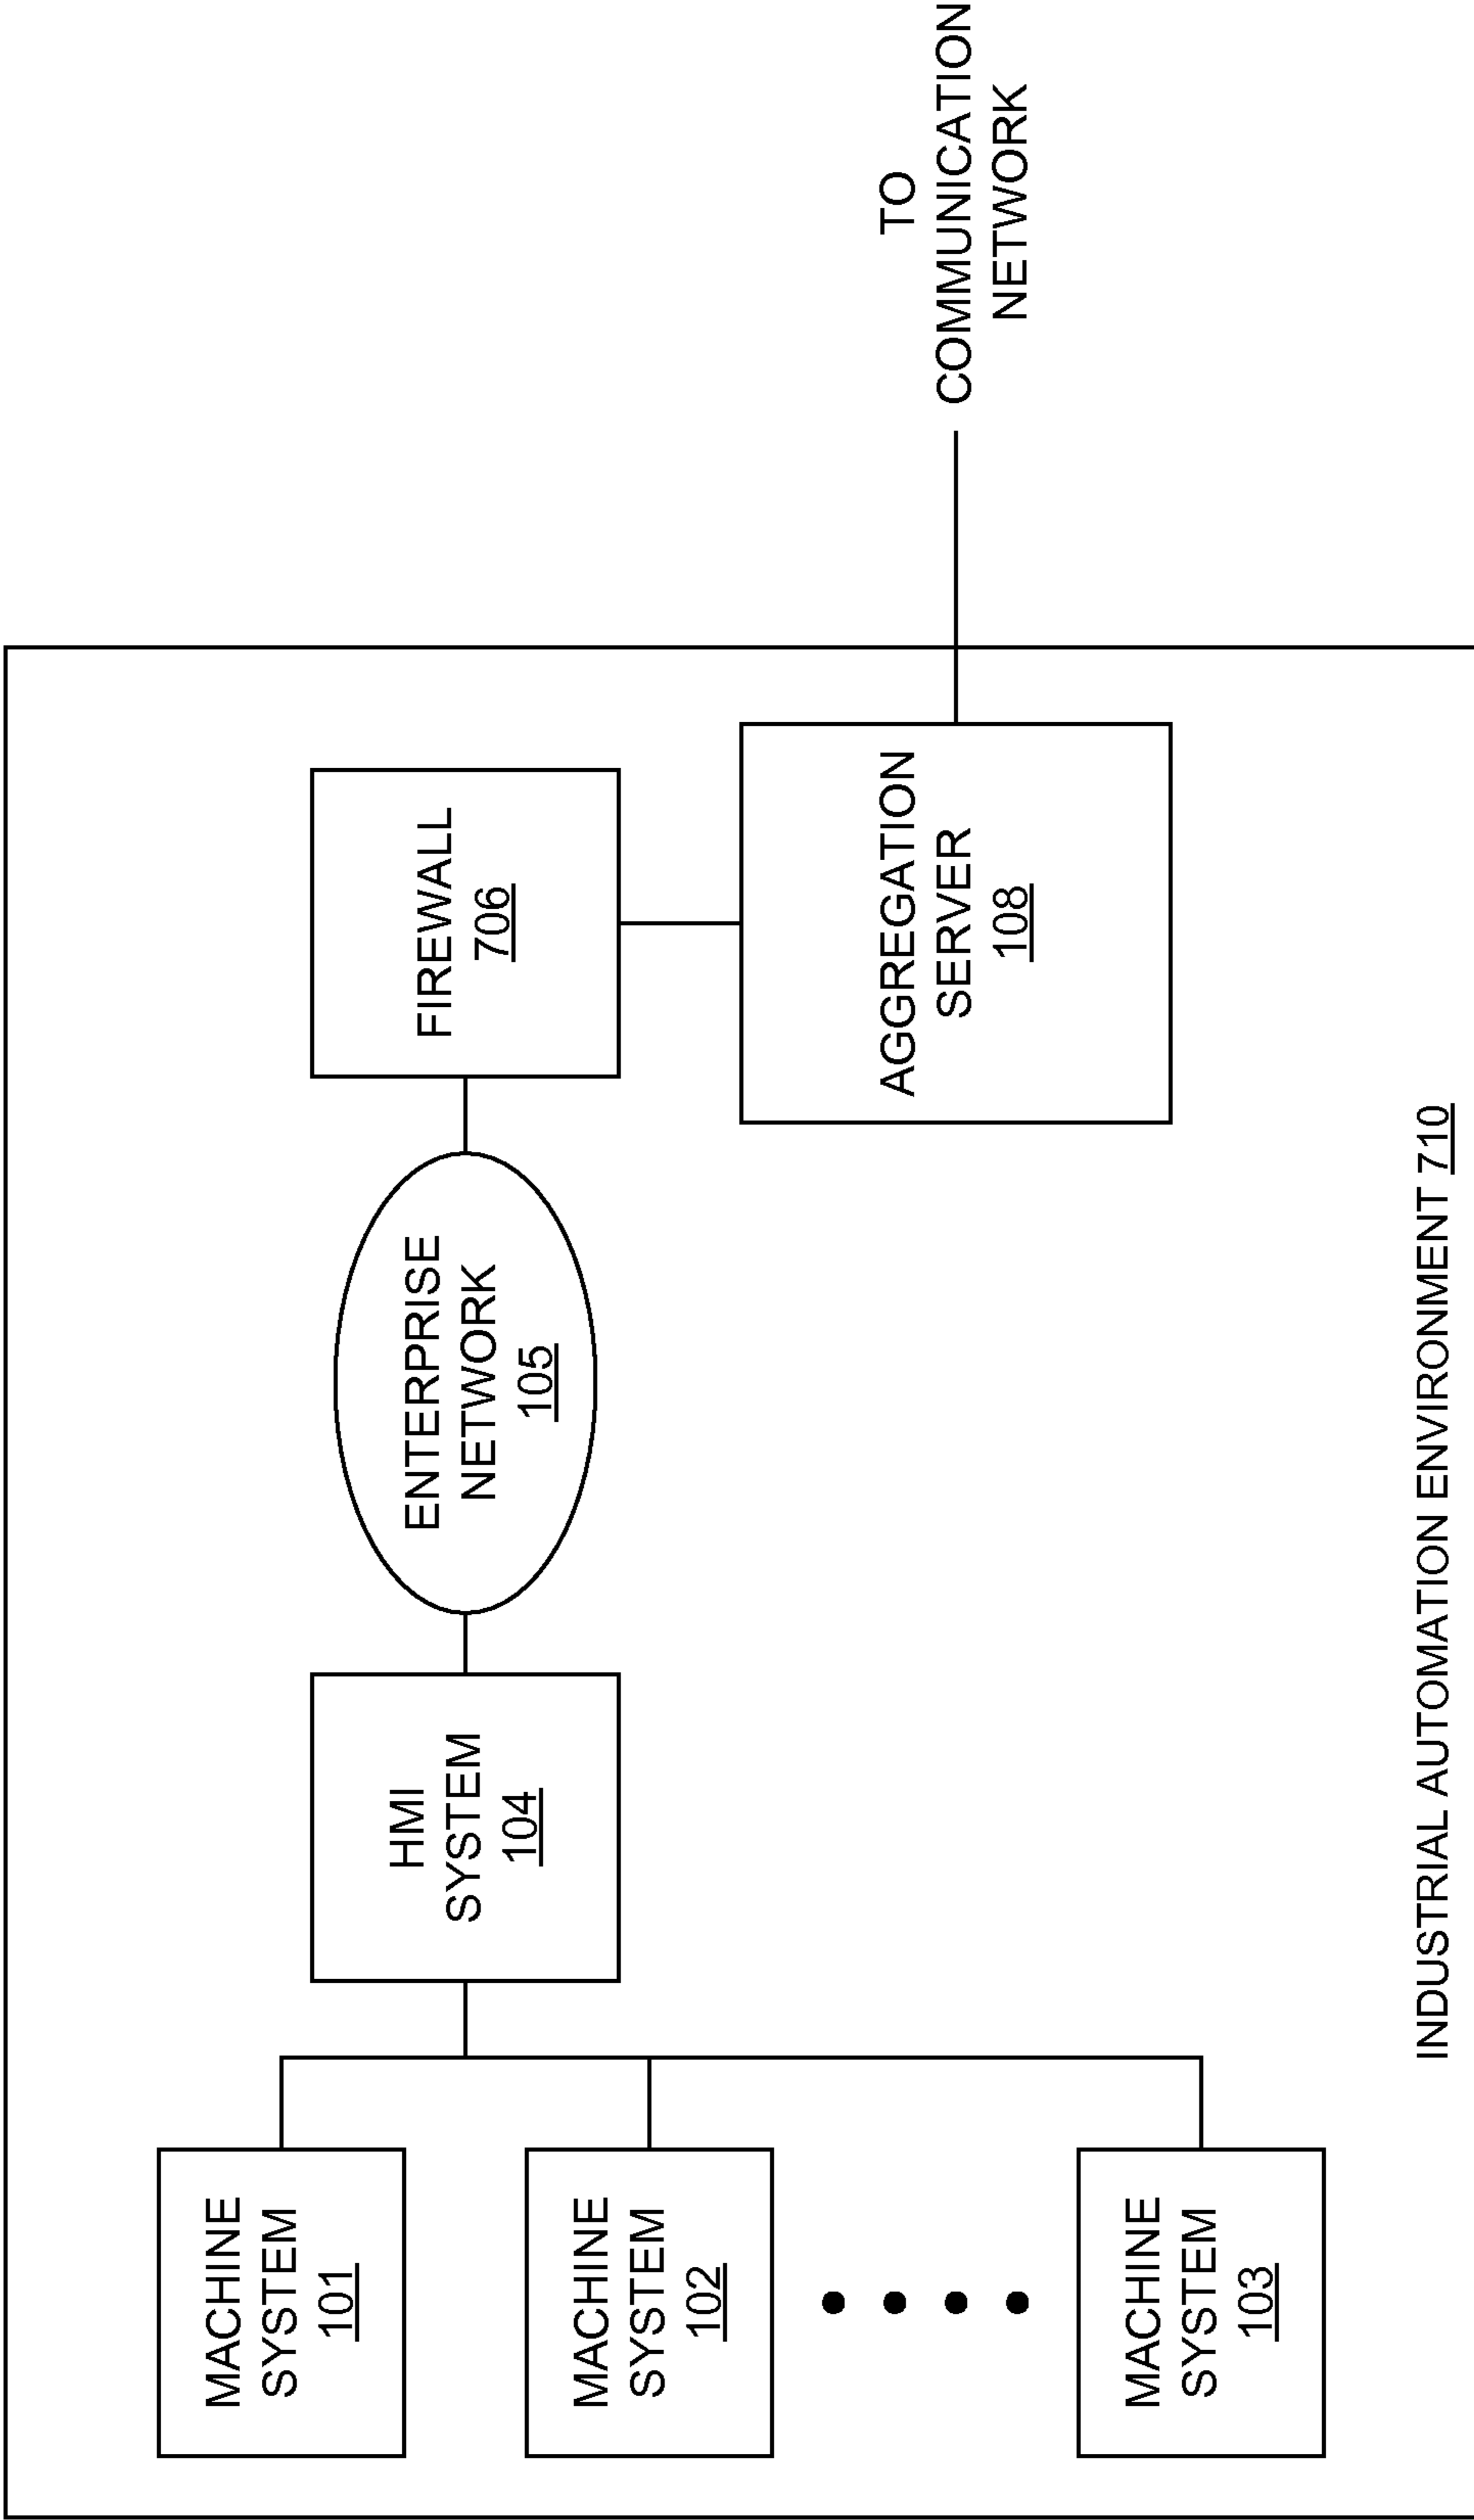 MACHINE
SYSTEM
101
MACHINE
SYSTEM
102
MACHINE
SYSTEM
103
HMI
SYSTEM
104
ENTERPRISE
NETWORK
105
FIREWALL
706
AGGREGATION
SERVER
108
TO
COMMUNICATION
NETWORK
INDUSTRIAL AUTOMATION ENVIRONMENT 710